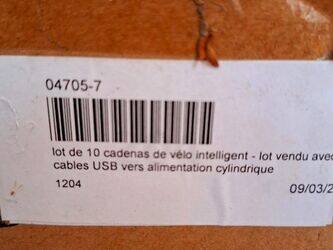 04705-7
lot de 10 cadenas de vélo intelligent - lot vendu avec
cables USB vers alimentation cylindrique
1204
09/03/2